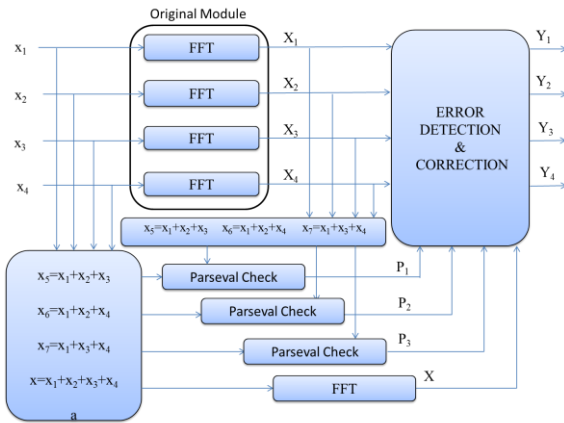 Original Module
x₁ FFT X₁ Y₁
x₂ FFT X₂ Y₂
x₃ FFT X₃ Y₃
x₄ FFT X₄ Y₄
ERROR
DETECTION
&
CORRECTION
x₅=x₁+x₂+x₃ x₆=x₁+x₂+x₄ x₇=x₁+x₃+x₄
x₅=x₁+x₂+x₃ Parseval Check P₁
x₆=x₁+x₂+x₄ Parseval Check P₂
x₇=x₁+x₃+x₄ Parseval Check P₃
x=x₁+x₂+x₃+x₄ FFT X
a